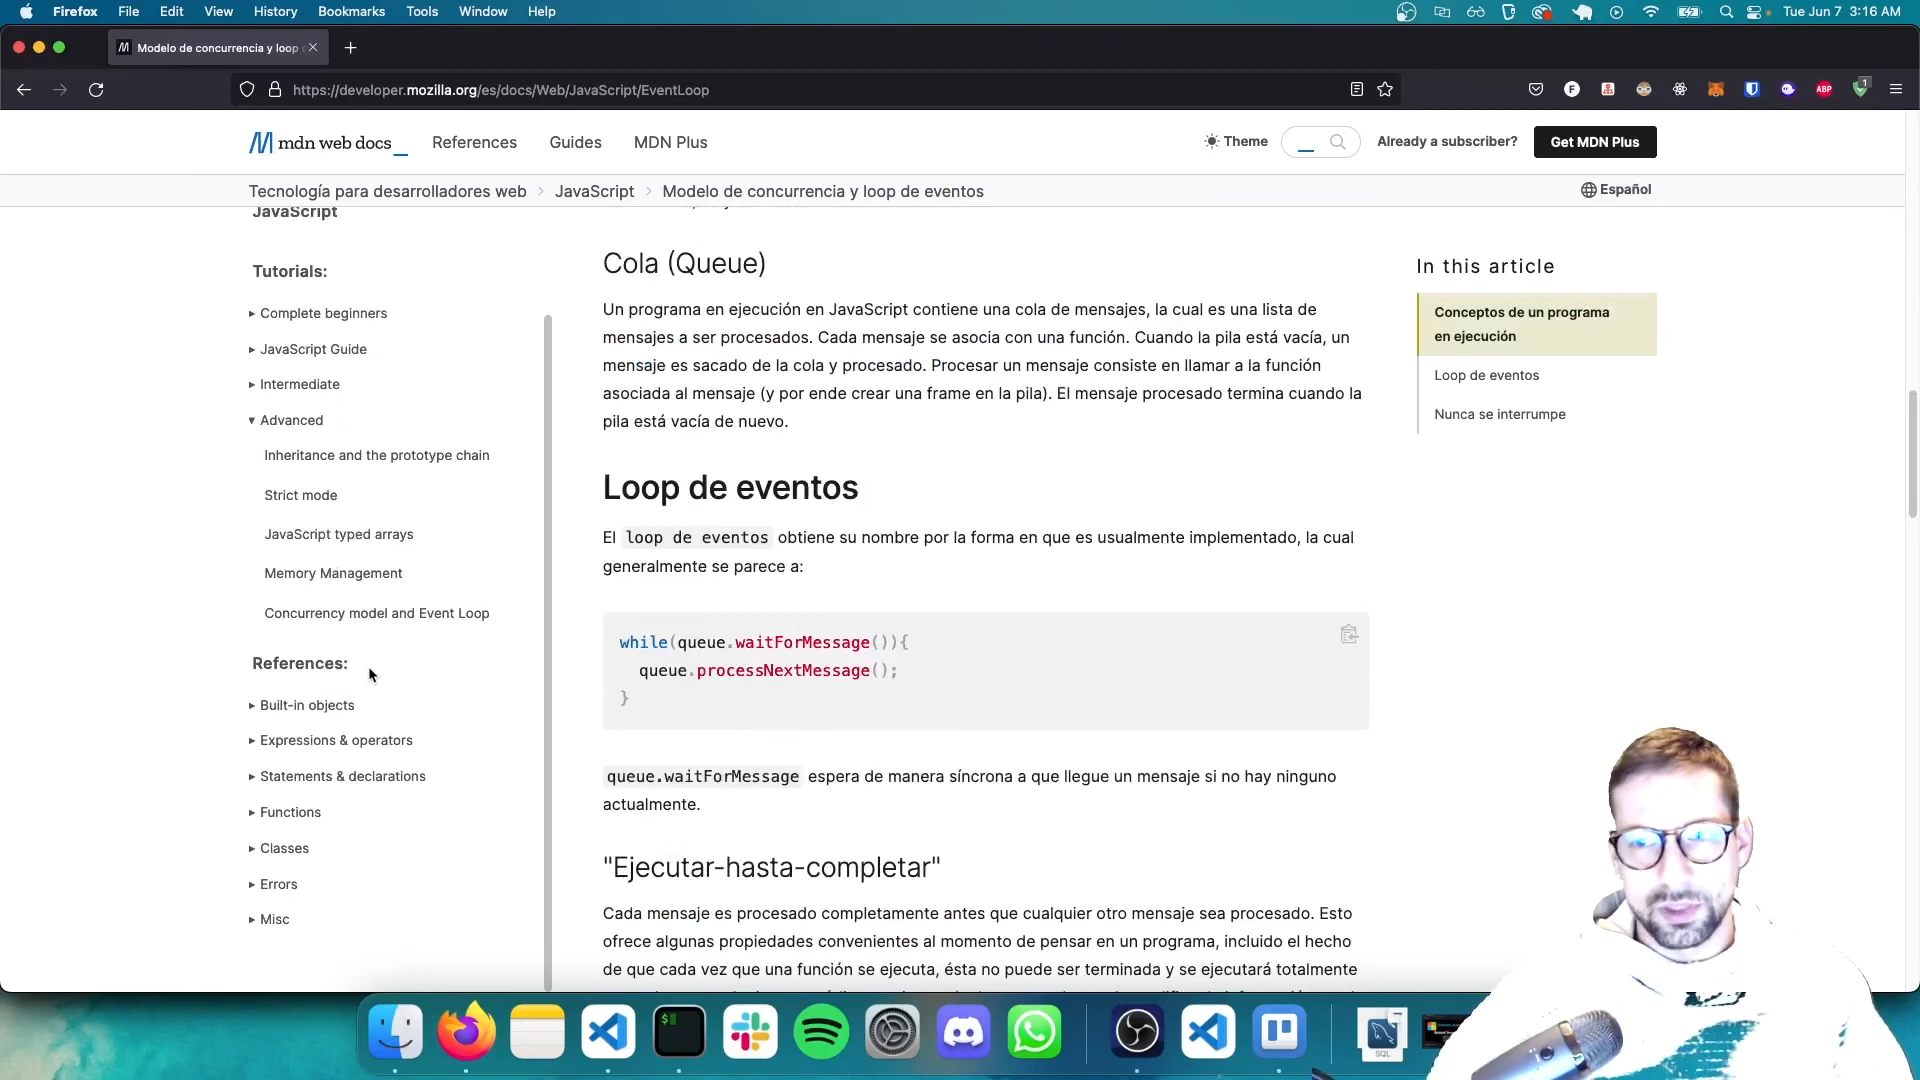 Firefox File Edit View History Bookmarks Tools Window Help Tue Jun 7 3:16 AM
Modelo de concurrencia y loop
https://developer.mozilla.org/es/docs/Web/JavaScript/EventLoop
F ABP 1
mdn web docs_ References Guides MDN Plus Theme Already a subscriber? Get MDN Plus
Tecnología para desarrolladores web > JavaScript > Modelo de concurrencia y loop de eventos Español
JavaScript
Tutorials:
Complete beginners
JavaScript Guide
Intermediate
Advanced
Inheritance and the prototype chain
Strict mode
JavaScript typed arrays
Memory Management
Concurrency model and Event Loop
References:
Built-in objects
Expressions & operators
Statements & declarations
Functions
Classes
Errors
Misc
Cola (Queue)
Un programa en ejecución en JavaScript contiene una cola de mensajes, la cual es una lista de
mensajes a ser procesados. Cada mensaje se asocia con una función. Cuando la pila está vacía, un
mensaje es sacado de la cola y procesado. Procesar un mensaje consiste en llamar a la función
asociada al mensaje (y por ende crear una frame en la pila). El mensaje procesado termina cuando la
pila está vacía de nuevo.
Loop de eventos
El loop de eventos obtiene su nombre por la forma en que es usualmente implementado, la cual
generalmente se parece a:
while(queue.waitForMessage()){
queue.processNextMessage();
}
queue.waitForMessage espera de manera síncrona a que llegue un mensaje si no hay ninguno
actualmente.
"Ejecutar-hasta-completar"
Cada mensaje es procesado completamente antes que cualquier otro mensaje sea procesado. Esto
ofrece algunas propiedades convenientes al momento de pensar en un programa, incluido el hecho
de que cada vez que una función se ejecuta, ésta no puede ser terminada y se ejecutará totalmente
In this article
Conceptos de un programa
en ejecución
Loop de eventos
Nunca se interrumpe
$
SQL